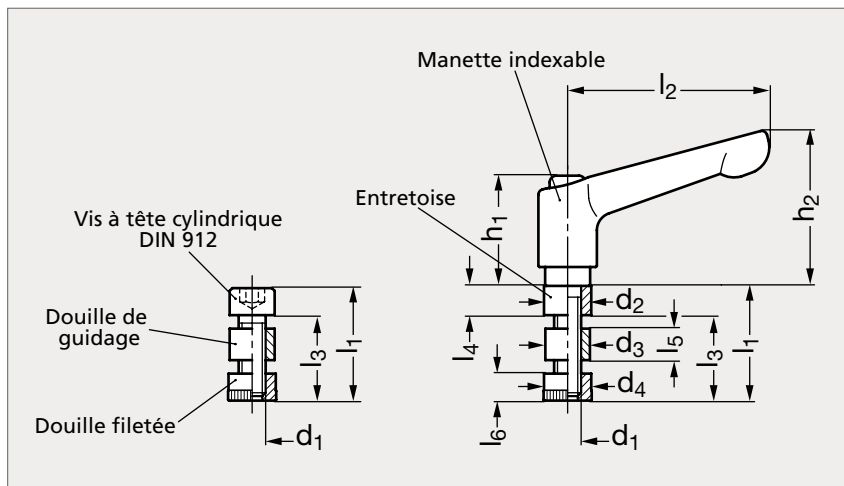 Manette indexable
l2
Entretoise
h1
h2
Vis à tête cylindrique
DIN 912
Douille de
guidage
Douille filetée
l3
l1
d1
l4
l6
d2
d3
d4
l5
l3
l1
d1